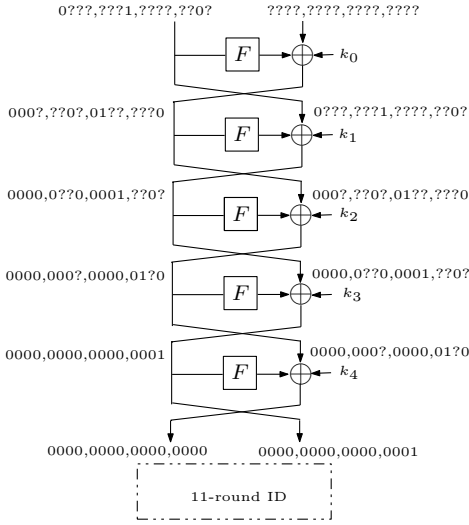 0???,???1,????,??0? ????,????,????,????
F k0
000?,??0?,01??,???0 0???,???1,????,??0?
F k1
0000,0??0,0001,??0? 000?,??0?,01??,???0
F k2
0000,000?,0000,01?0 0000,0??0,0001,??0?
F k3
0000,0000,0000,0001 0000,000?,0000,01?0
F k4
0000,0000,0000,0000 0000,0000,0000,0001
11-round ID